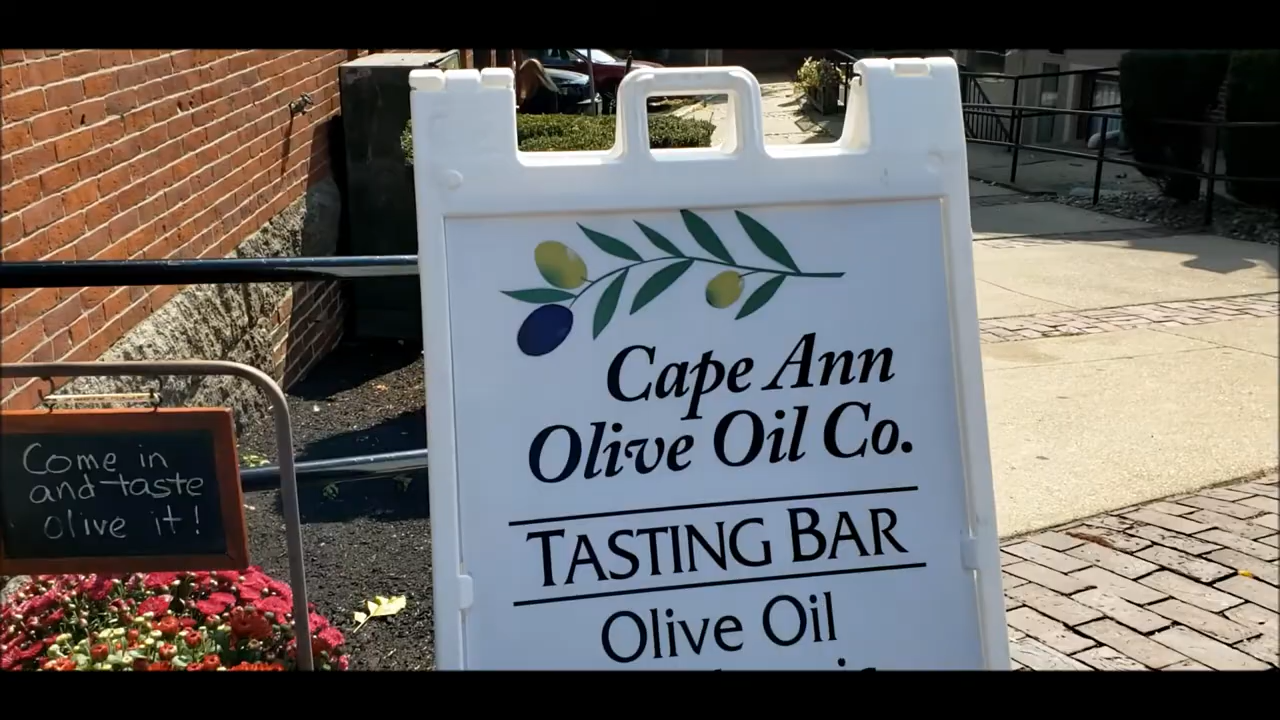 Cape Ann
Olive Oil Co.
TASTING BAR
Olive Oil
Come in
and taste
olive it!